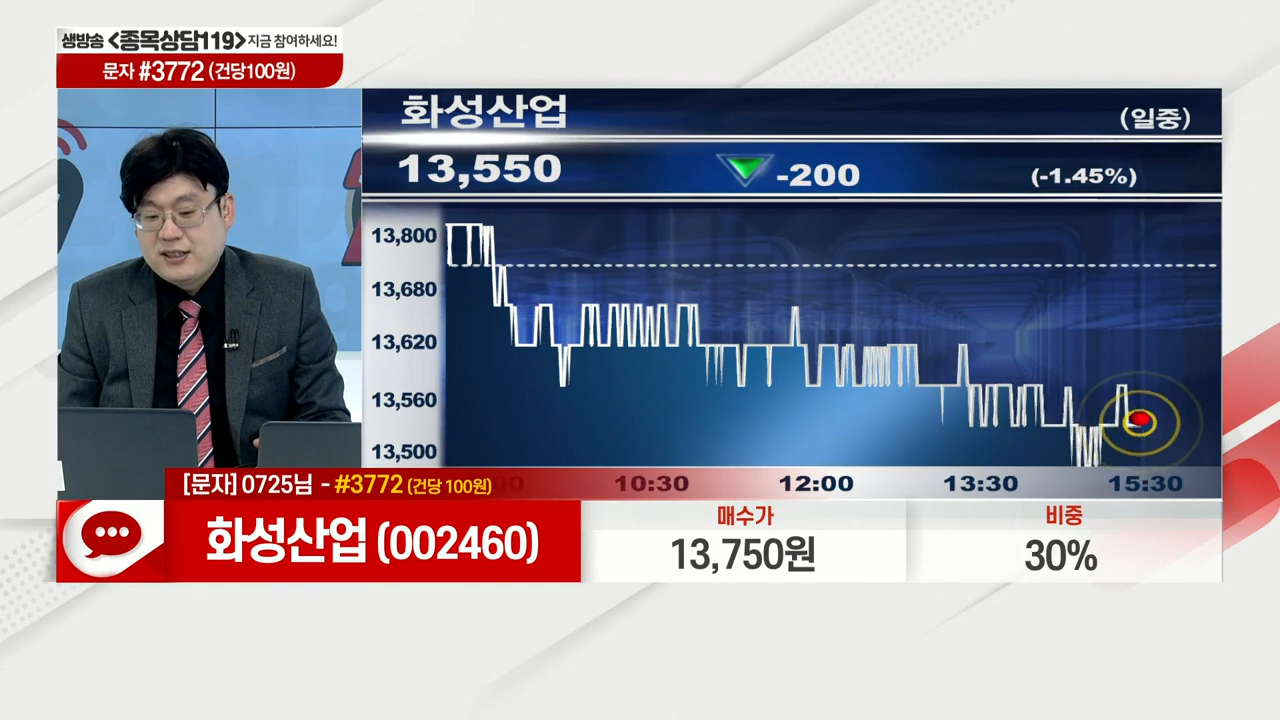 생방송 <종목상담119> 지금 참여하세요!
문자 #3772 (건당100원)
화성산업
(일중)
13,550 ▼ -200 (-1.45%)
13,800
13,680
13,620
13,560
13,500
10:30 12:00 13:30 15:30
[문자] 0725님 - #3772 (건당 100원)
화성산업 (002460)
매수가 비중
13,750원 30%